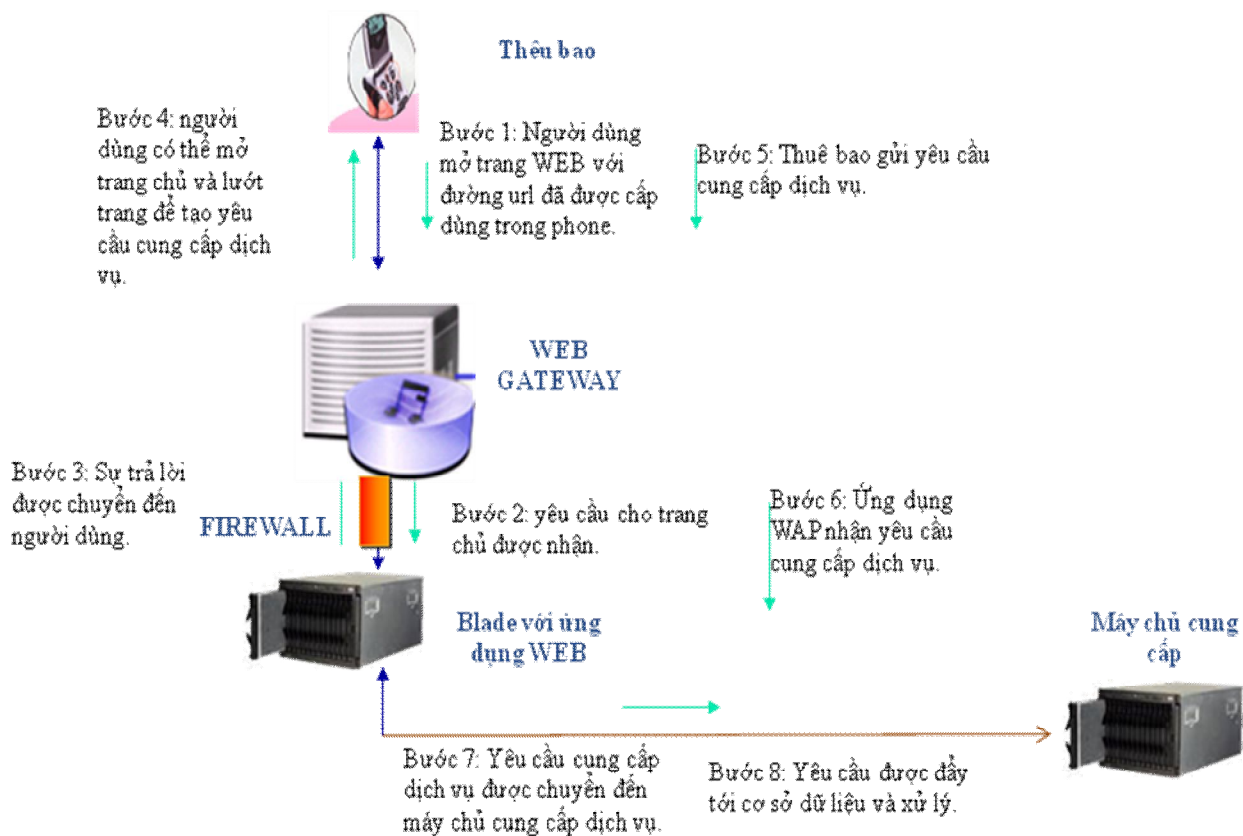 Thêu bao
Bước 4: người
dùng có thể mở
trang chủ và lướt
trang để tạo yêu
cầu cung cấp dịch
vụ.
Bước 1: Người dùng
mở trang WEB với
đường url đã được cấp
dùng trong phone.
Bước 5: Thuê bao gửi yêu cầu
cung cấp dịch vụ.
WEB
GATEWAY
Bước 3: Sự trả lời
được chuyển đến
người dùng.
FIREWALL
Bước 2: yêu cầu cho trang
chủ được nhận.
Bước 6: Ứng dụng
WAP nhận yêu cầu
cung cấp dịch vụ.
Blade với ứng
dụng WEB
Mây chủ cung
cấp
Bước 7: Yêu cầu cung cấp
dịch vụ được chuyển đến
máy chủ cung cấp dịch vụ.
Bước 8: Yêu cầu được đẩy
tới cơ sở dữ liệu và xử lý.